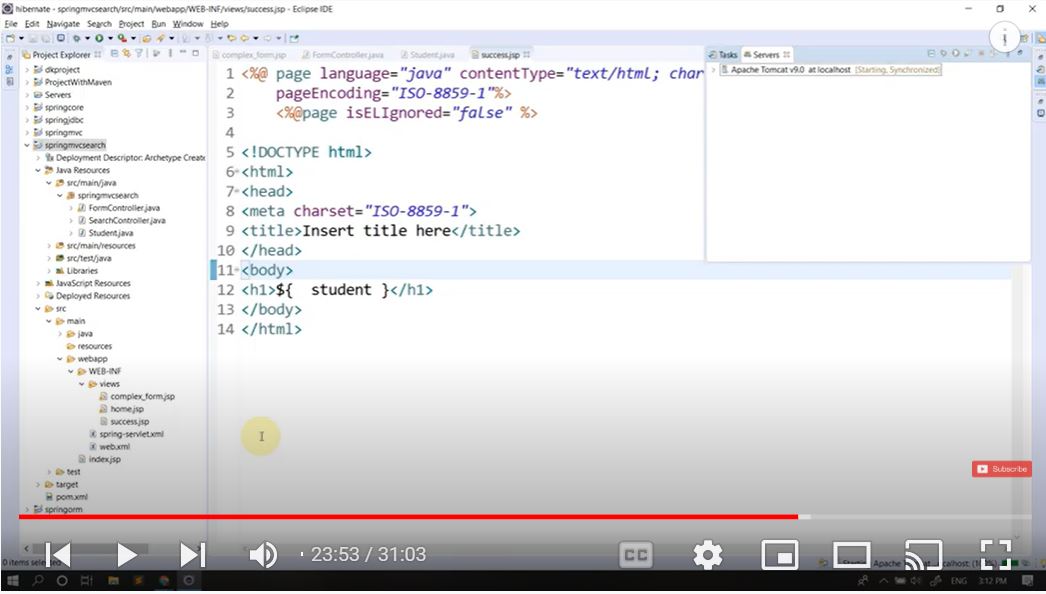 hibernate - springmvcsearch/src/main/webapp/WEB-INF/views/success.jsp - Eclipse IDE
File Edit Navigate Search Project Run Window Help
Project Explorer
complex_form.jsp FormController.java Student.java success.jsp
Tasks Servers
Apache Tomcat v9.0 at localhost [Starting, Synchronized]
dkproject
ProjectWithMaven
Servers
springcore
springjdbc
springmvc
springmvcsearch
Deployment Descriptor: Archetype Create
Java Resources
src/main/java
springmvcsearch
FormController.java
SearchController.java
Student.java
src/main/resources
src/test/java
Libraries
JavaScript Resources
Deployed Resources
src
main
java
resources
webapp
WEB-INF
views
complex_form.jsp
home.jsp
success.jsp
spring-servlet.xml
web.xml
index.jsp
test
target
pom.xml
springorm
1 <%@ page language="java" contentType="text/html; char
2 pageEncoding="ISO-8859-1"%>
3 <%@page isELIgnored="false" %>
4
5 <!DOCTYPE html>
6 <html>
7 <head>
8 <meta charset="ISO-8859-1">
9 <title>Insert title here</title>
10 </head>
11 <body>
12 <h1>${  student }</h1>
13 </body>
14 </html>
Subscribe
23:53 / 31:03
CC
0 items selec
ENG 3:12 PM